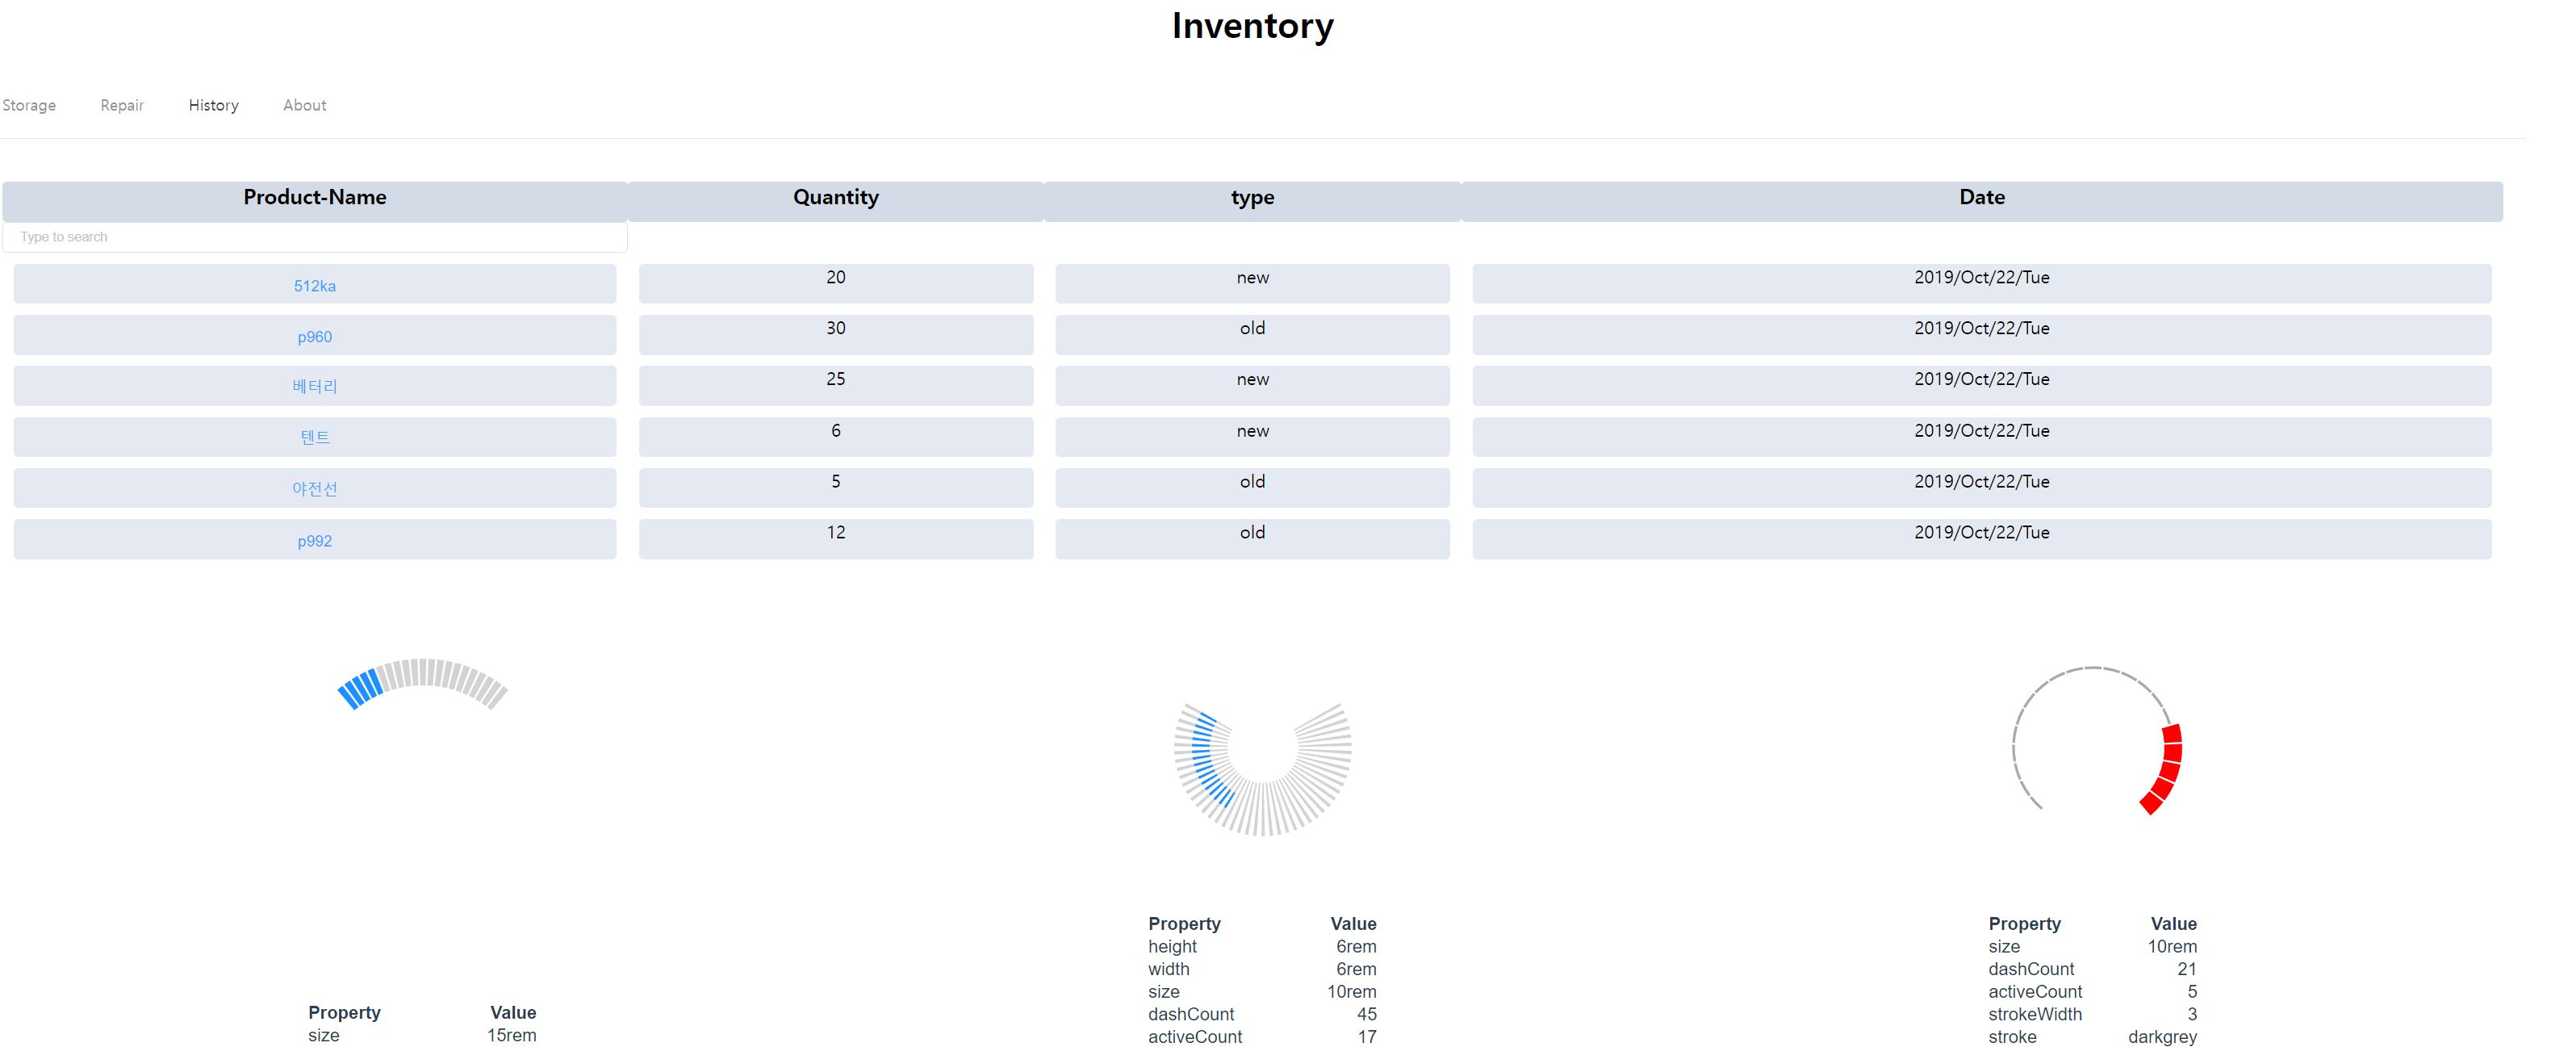 Inventory
Storage Repair History About
Product-Name Quantity type Date
Type to search
512ka 20 new 2019/Oct/22/Tue
p960 30 old 2019/Oct/22/Tue
베터리 25 new 2019/Oct/22/Tue
텐트 6 new 2019/Oct/22/Tue
야전선 5 old 2019/Oct/22/Tue
p992 12 old 2019/Oct/22/Tue
Property Value
size 15rem
Property Value
height 6rem
width 6rem
size 10rem
dashCount 45
activeCount 17
Property Value
size 10rem
dashCount 21
activeCount 5
strokeWidth 3
stroke darkgrey